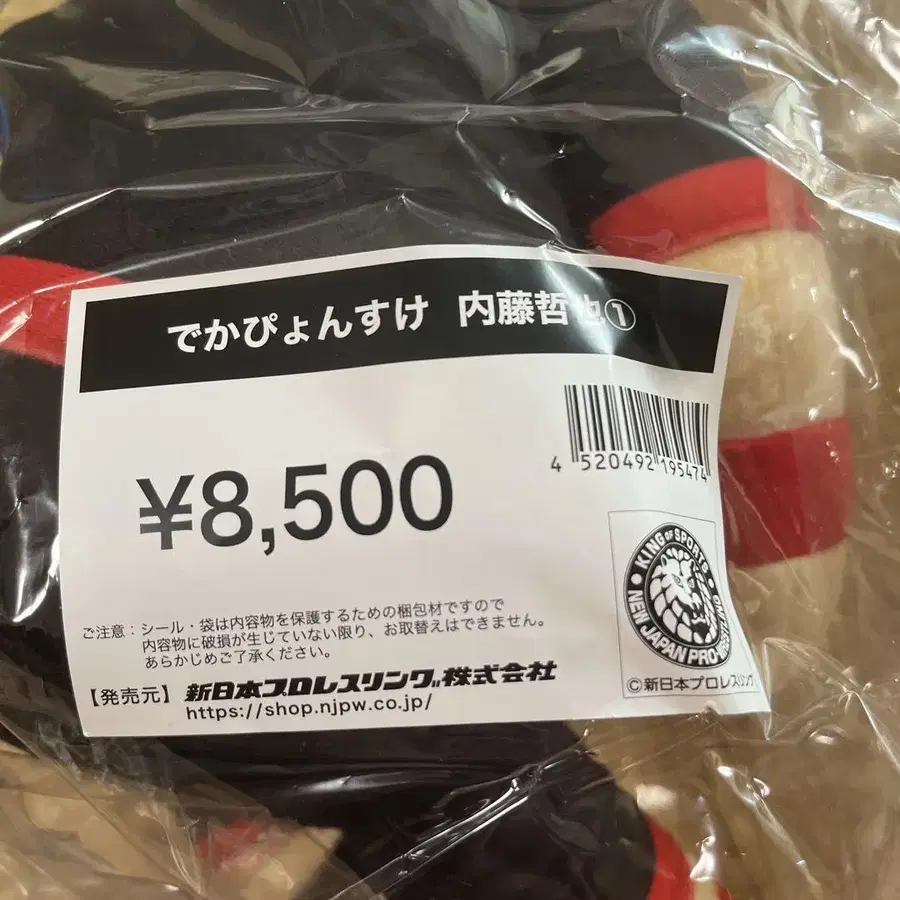 でかぴょんすけ 内藤哲也①
¥8,500
4 520492 195474
ご注意：シール・袋は内容物を保護するための梱包材ですので
内容物に破損が生じていない限り、お取替えはできません。
あらかじめご了承ください。
【発売元】新日本プロレスリング株式会社
https://shop.njpw.co.jp/
KING OF SPORTS
NEW JAPAN PRO-WRESTLING
©新日本プロレスリング